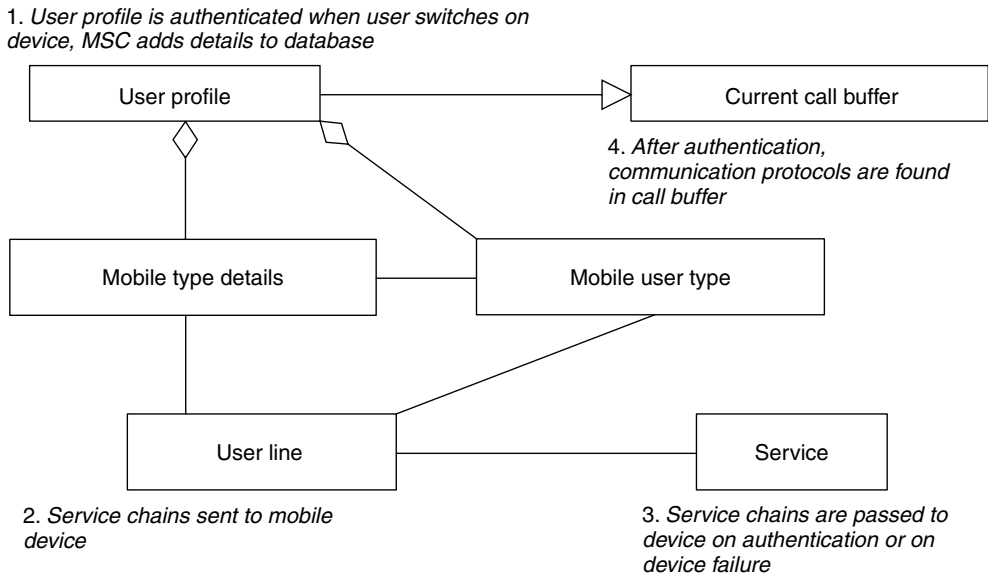 1. User profile is authenticated when user switches on
device, MSC adds details to database
User profile
Current call buffer
4. After authentication,
communication protocols are found
in call buffer
Mobile type details
Mobile user type
User line
Service
2. Service chains sent to mobile
device
3. Service chains are passed to
device on authentication or on
device failure